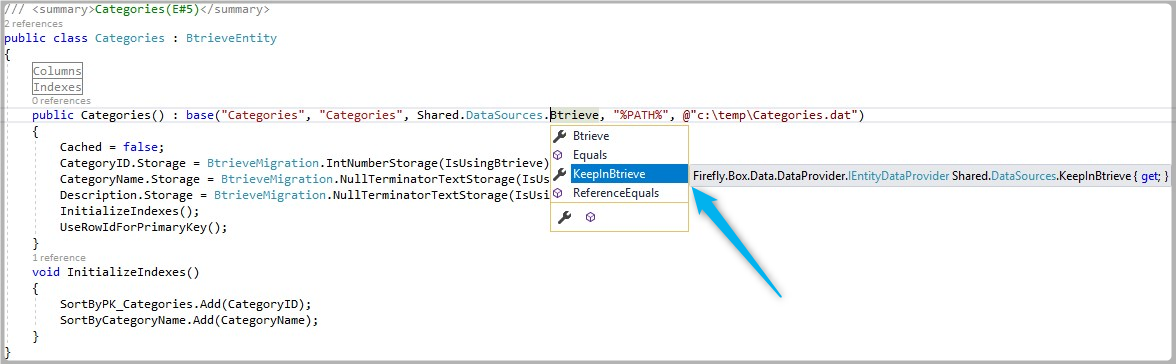 /// <summary>Categories(E#5)</summary>
2 references
public class Categories : BtrieveEntity
{
Columns
Indexes
0 references
public Categories() : base("Categories", "Categories", Shared.DataSources.Btrieve, "%PATH%", @"c:\temp\Categories.dat")
{
Cached = false;
CategoryID.Storage = BtrieveMigration.IntNumberStorage(IsUsingBtrieve)
CategoryName.Storage = BtrieveMigration.NullTerminatorTextStorage(IsUs
Description.Storage = BtrieveMigration.NullTerminatorTextStorage(IsUsi
InitializeIndexes();
UseRowIdForPrimaryKey();
}
Btrieve
Equals
KeepInBtrieve
ReferenceEquals
Firefly.Box.Data.DataProvider.IEntityDataProvider Shared.DataSources.KeepInBtrieve { get; }
1 reference
void InitializeIndexes()
{
SortByPK_Categories.Add(CategoryID);
SortByCategoryName.Add(CategoryName);
}
}